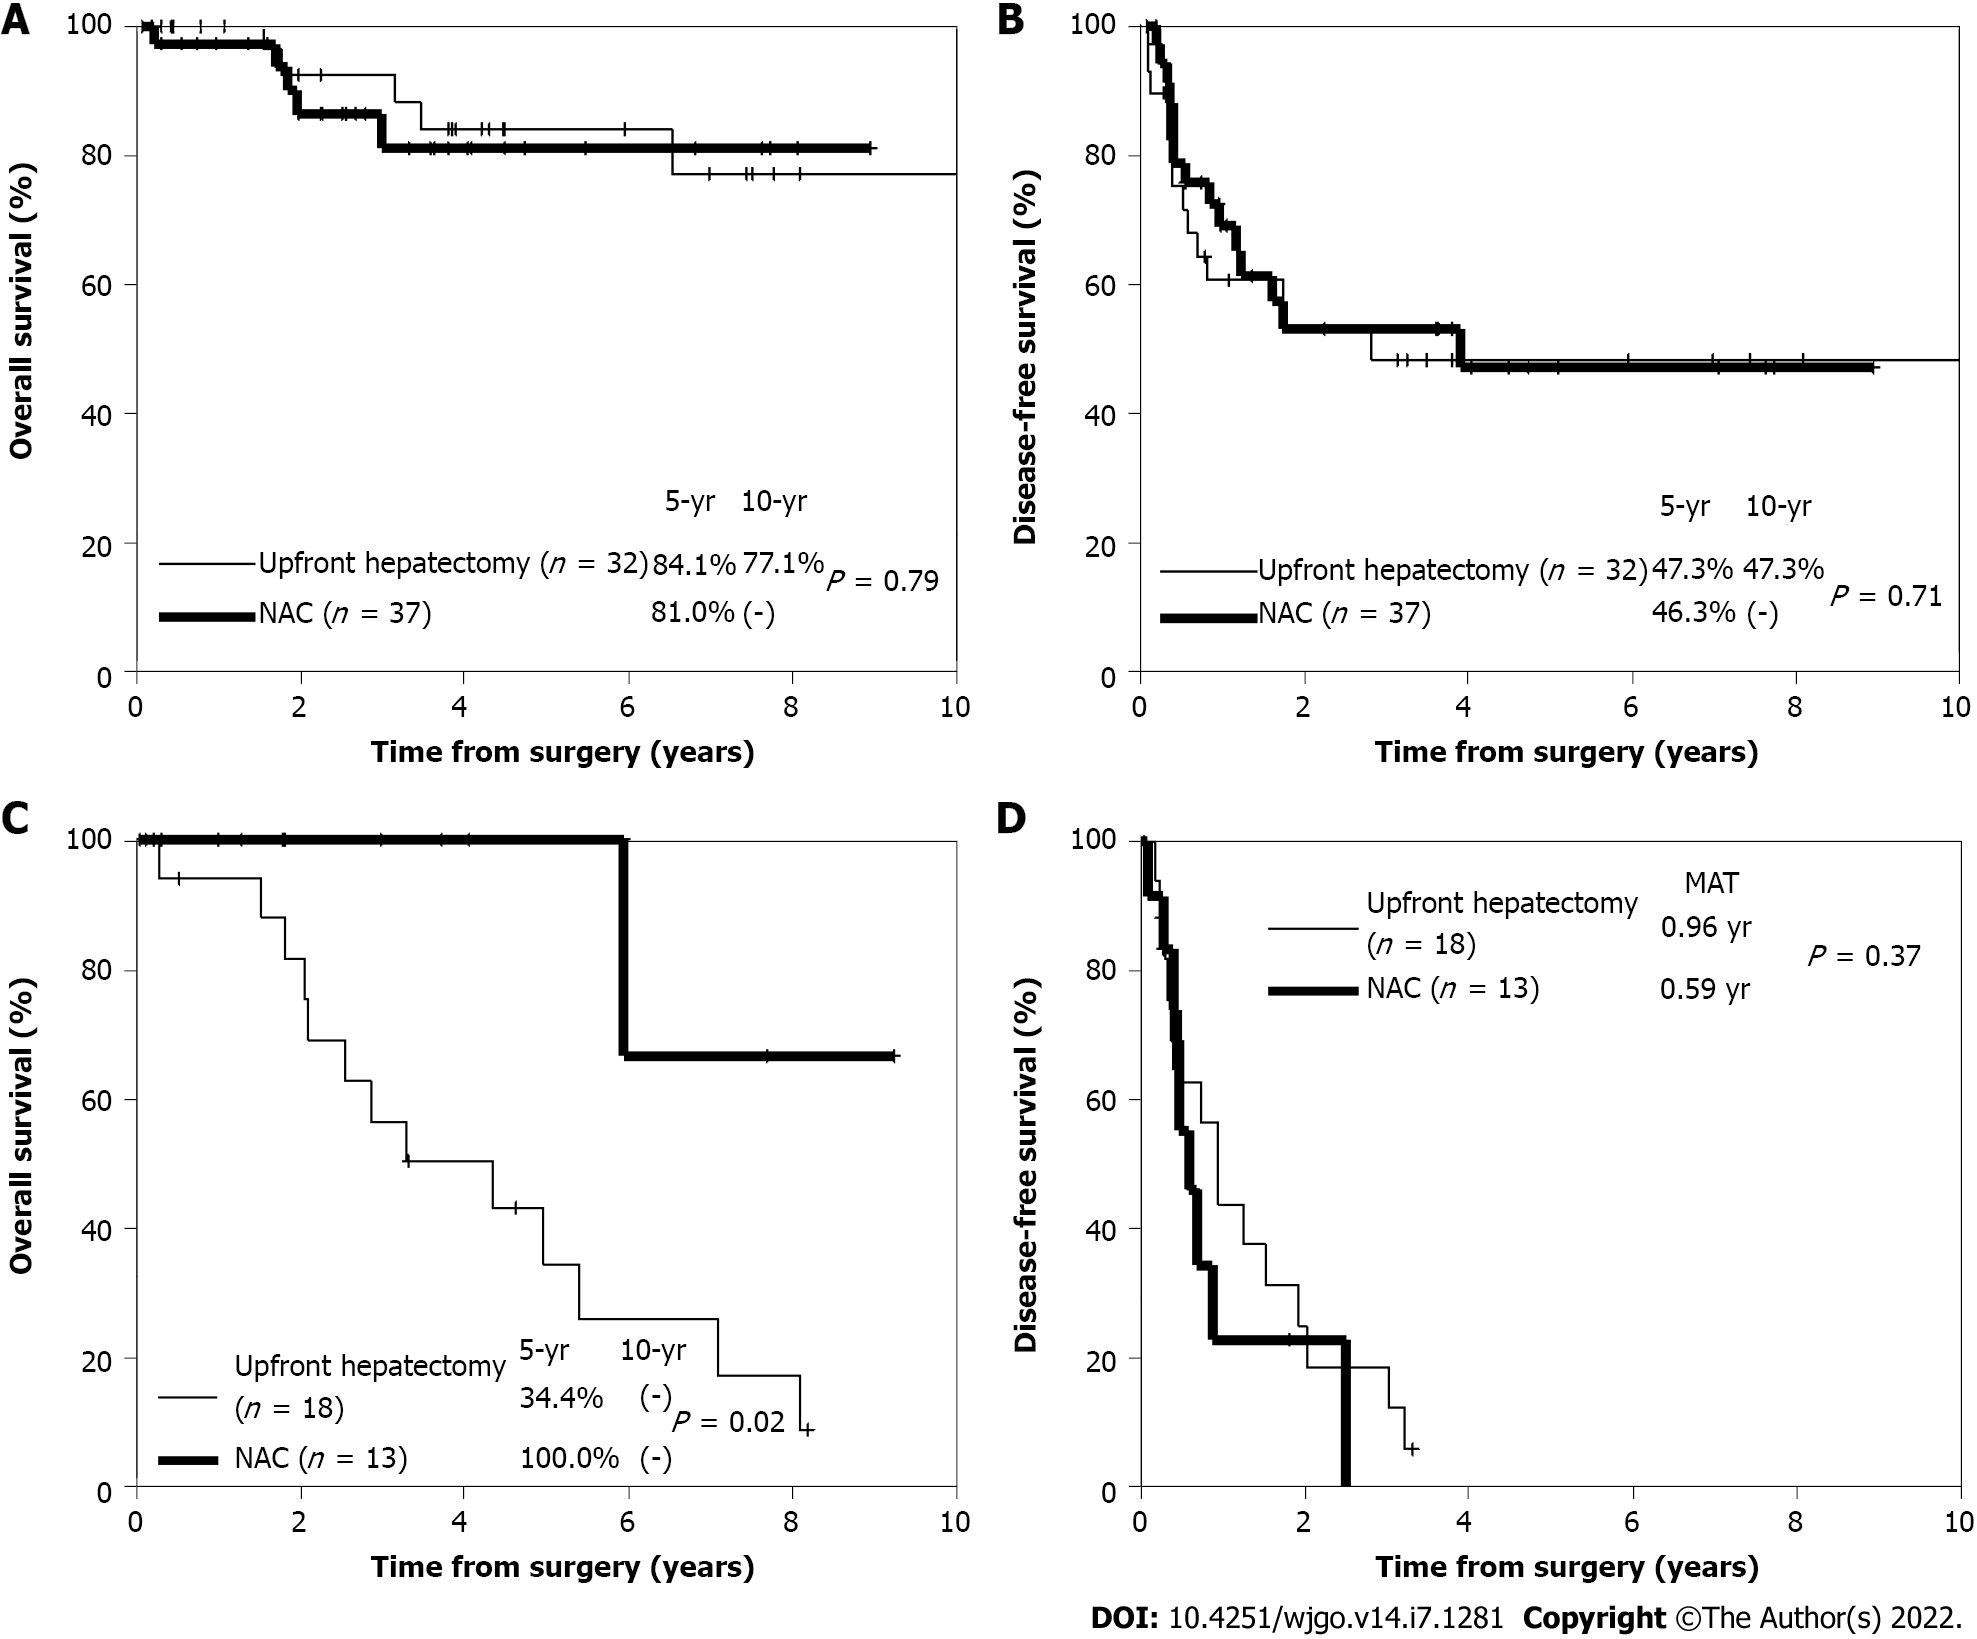 A
100
80
60
40
20
0
Overall survival (%)
5-yr 10-yr
Upfront hepatectomy (n = 32) 84.1% 77.1%
P = 0.79
NAC (n = 37) 81.0% (-)
0 2 4 6 8 10
Time from surgery (years)
B
100
80
60
40
20
0
Disease-free survival (%)
5-yr 10-yr
Upfront hepatectomy (n = 32) 47.3% 47.3%
P = 0.71
NAC (n = 37) 46.3% (-)
0 2 4 6 8 10
Time from surgery (years)
C
100
80
60
40
20
0
Overall survival (%)
5-yr 10-yr
Upfront hepatectomy
(n = 18) 34.4% (-)
P = 0.02
NAC (n = 13) 100.0% (-)
0 2 4 6 8 10
Time from surgery (years)
D
100
80
60
40
20
0
Disease-free survival (%)
MAT
Upfront hepatectomy
(n = 18) 0.96 yr
P = 0.37
NAC (n = 13) 0.59 yr
0 2 4 6 8 10
Time from surgery (years)
DOI: 10.4251/wjgo.v14.i7.1281 Copyright ©The Author(s) 2022.